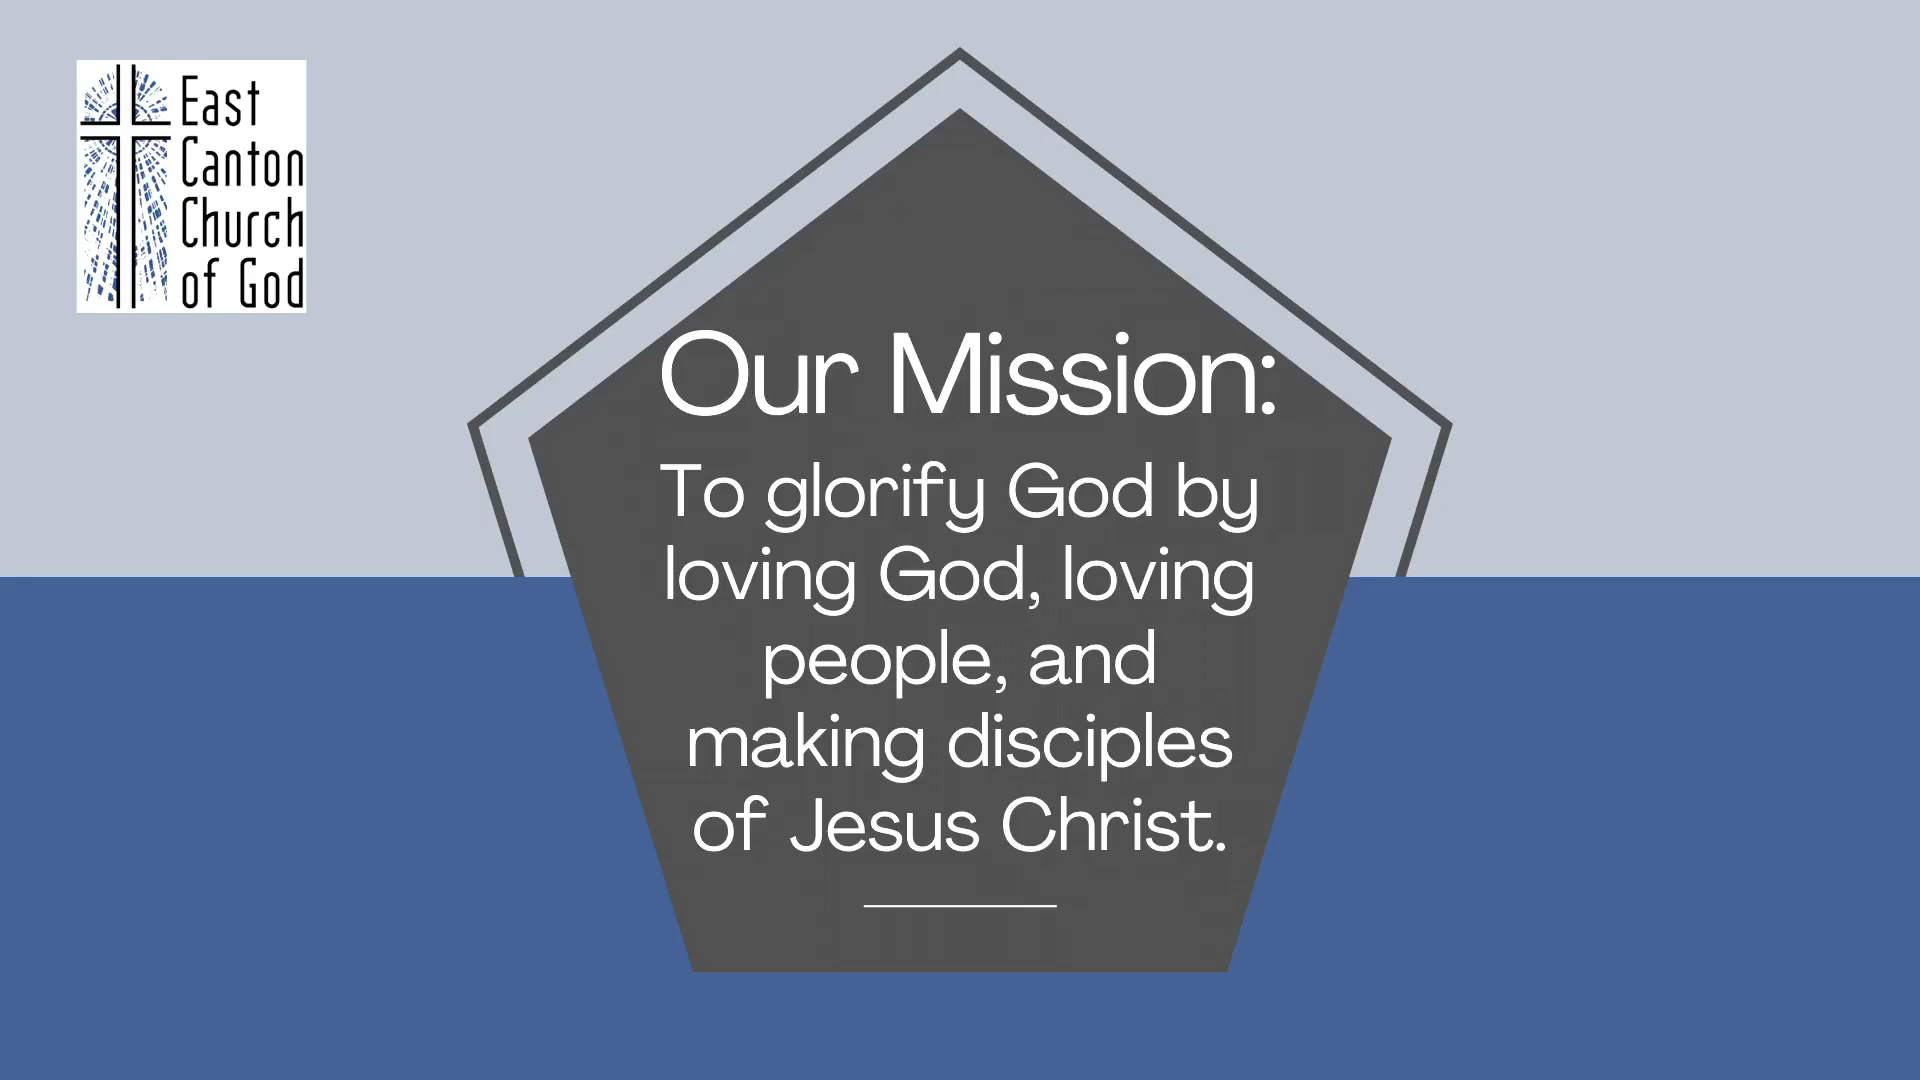 East
Canton
Church
of God
Our Mission:
To glorify God by
loving God, loving
people, and
making disciples
of Jesus Christ.